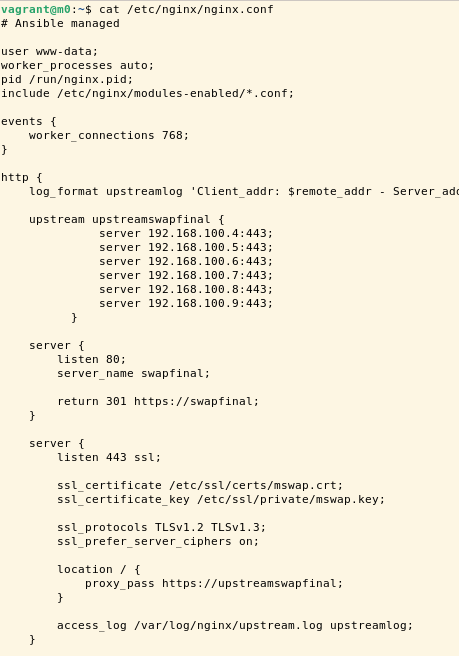 vagrant@m0:~$ cat /etc/nginx/nginx.conf
# Ansible managed

user www-data;
worker_processes auto;
pid /run/nginx.pid;
include /etc/nginx/modules-enabled/*.conf;

events {
    worker_connections 768;
}

http {
    log_format upstreamlog 'Client_addr: $remote_addr - Server_add

    upstream upstreamswapfinal {
              server 192.168.100.4:443;
              server 192.168.100.5:443;
              server 192.168.100.6:443;
              server 192.168.100.7:443;
              server 192.168.100.8:443;
              server 192.168.100.9:443;
          }

    server {
        listen 80;
        server_name swapfinal;

        return 301 https://swapfinal;
    }

    server {
        listen 443 ssl;

        ssl_certificate /etc/ssl/certs/mswap.crt;
        ssl_certificate_key /etc/ssl/private/mswap.key;

        ssl_protocols TLSv1.2 TLSv1.3;
        ssl_prefer_server_ciphers on;

        location / {
            proxy_pass https://upstreamswapfinal;
        }

        access_log /var/log/nginx/upstream.log upstreamlog;
    }